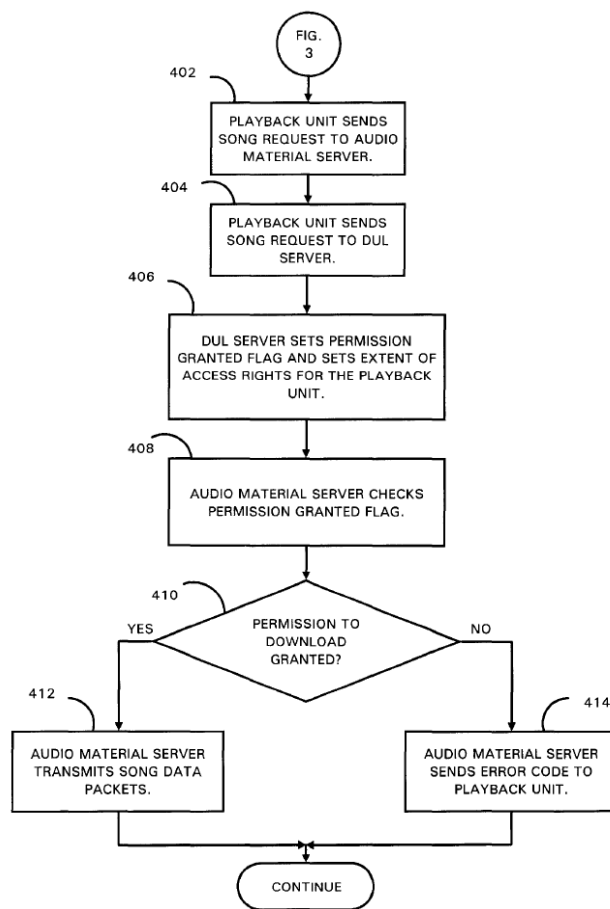 FIG.
3
402
PLAYBACK UNIT SENDS
SONG REQUEST TO AUDIO
MATERIAL SERVER.
404
PLAYBACK UNIT SENDS
SONG REQUEST TO DUL
SERVER.
406
DUL SERVER SETS PERMISSION
GRANTED FLAG AND SETS EXTENT OF
ACCESS RIGHTS FOR THE PLAYBACK
UNIT.
408
AUDIO MATERIAL SERVER CHECKS
PERMISSION GRANTED FLAG.
410
PERMISSION TO
DOWNLOAD
GRANTED?
YES
NO
412
AUDIO MATERIAL SERVER
TRANSMITS SONG DATA
PACKETS.
414
AUDIO MATERIAL SERVER
SENDS ERROR CODE TO
PLAYBACK UNIT.
CONTINUE